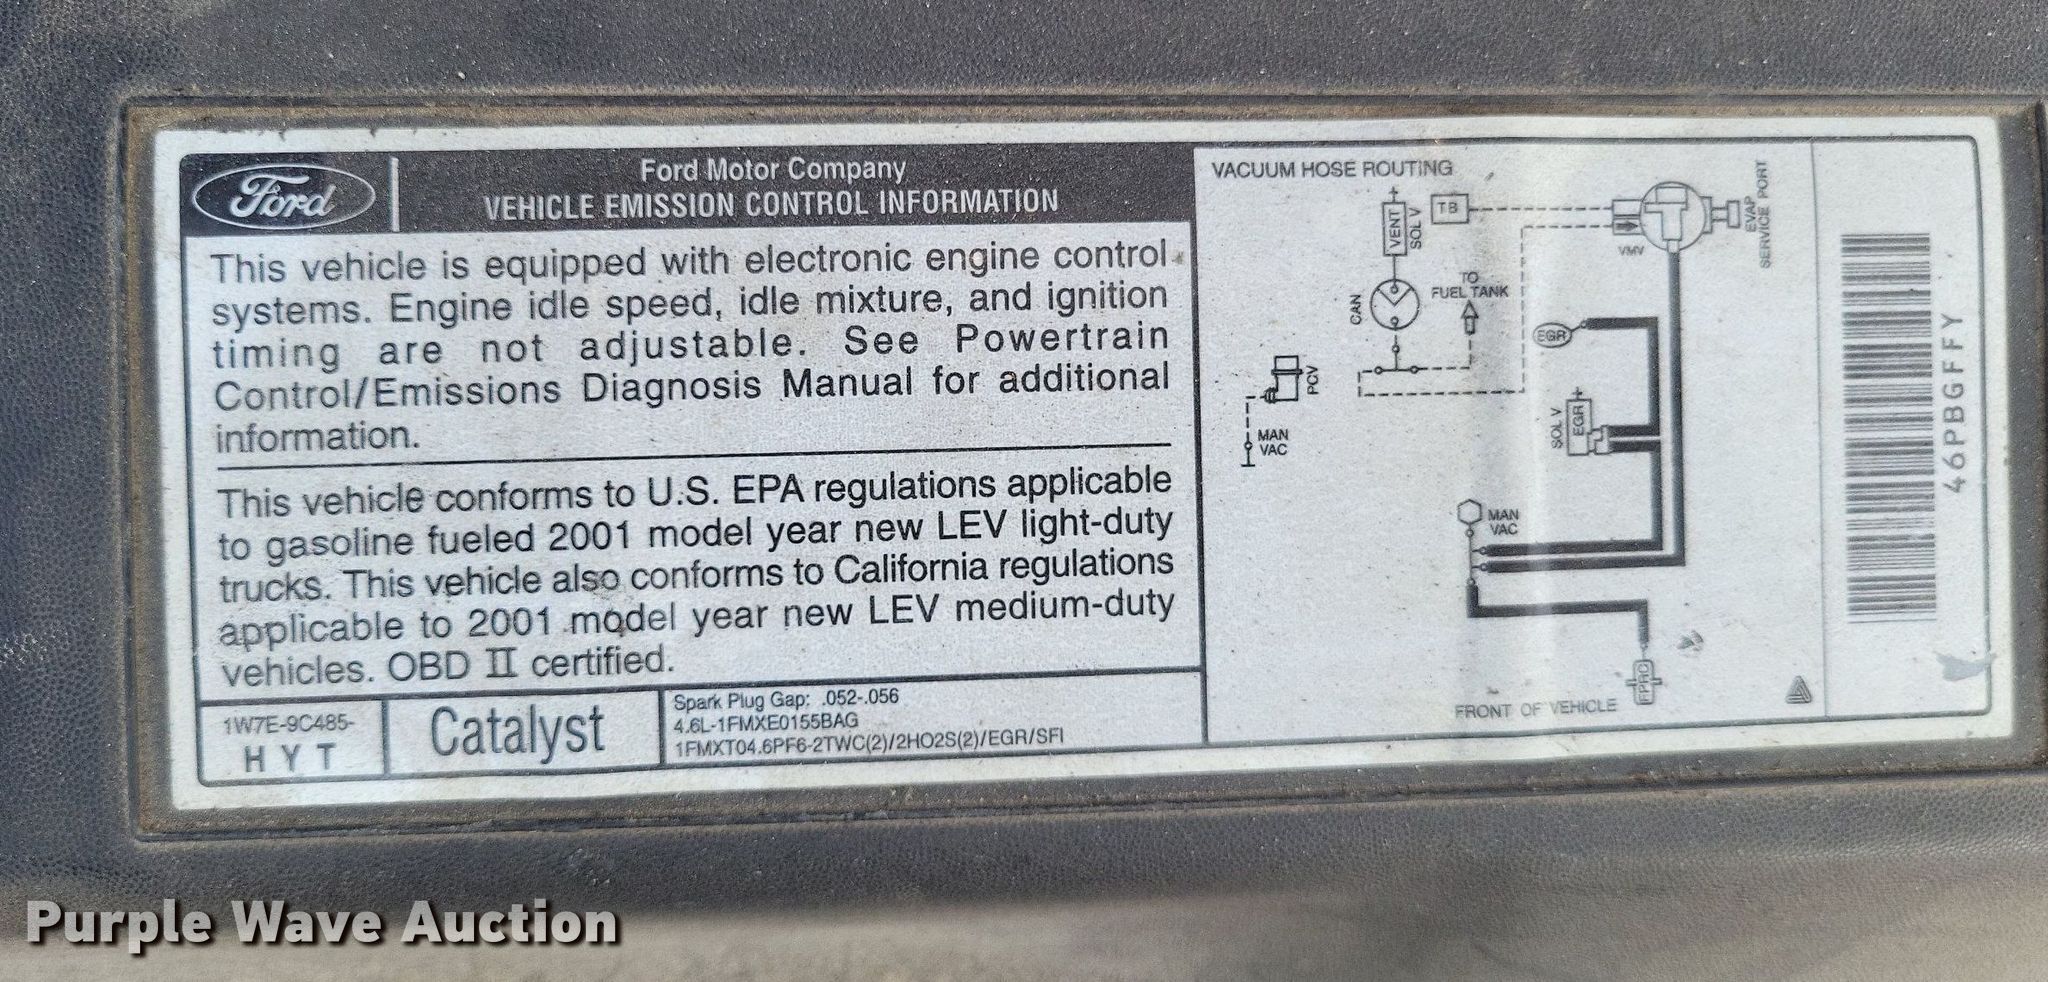 Ford
Ford Motor Company
VEHICLE EMISSION CONTROL INFORMATION
This vehicle is equipped with electronic engine control
systems. Engine idle speed, idle mixture, and ignition
timing are not adjustable. See Powertrain
Control/Emissions Diagnosis Manual for additional
information.
This vehicle conforms to U.S. EPA regulations applicable
to gasoline fueled 2001 model year new LEV light-duty
trucks. This vehicle also conforms to California regulations
applicable to 2001 model year new LEV medium-duty
vehicles. OBD II certified.
1W7E-9C485-
HYT
Catalyst
Spark Plug Gap: .052-.056
4.6L-1FMXE0155BAG
1FMXT04.6PF6-2TWC(2)/2HO2S(2)/EGR/SFI
VACUUM HOSE ROUTING
VENT
SOL V
TB
VMV
EVAP
SERVICE PORT
CAN
TO
FUEL TANK
EGR
PCV
MAN
VAC
SOL V
EGR
MAN
VAC
FPRC
FRONT OF VEHICLE
46PBGFFY
Purple Wave Auction